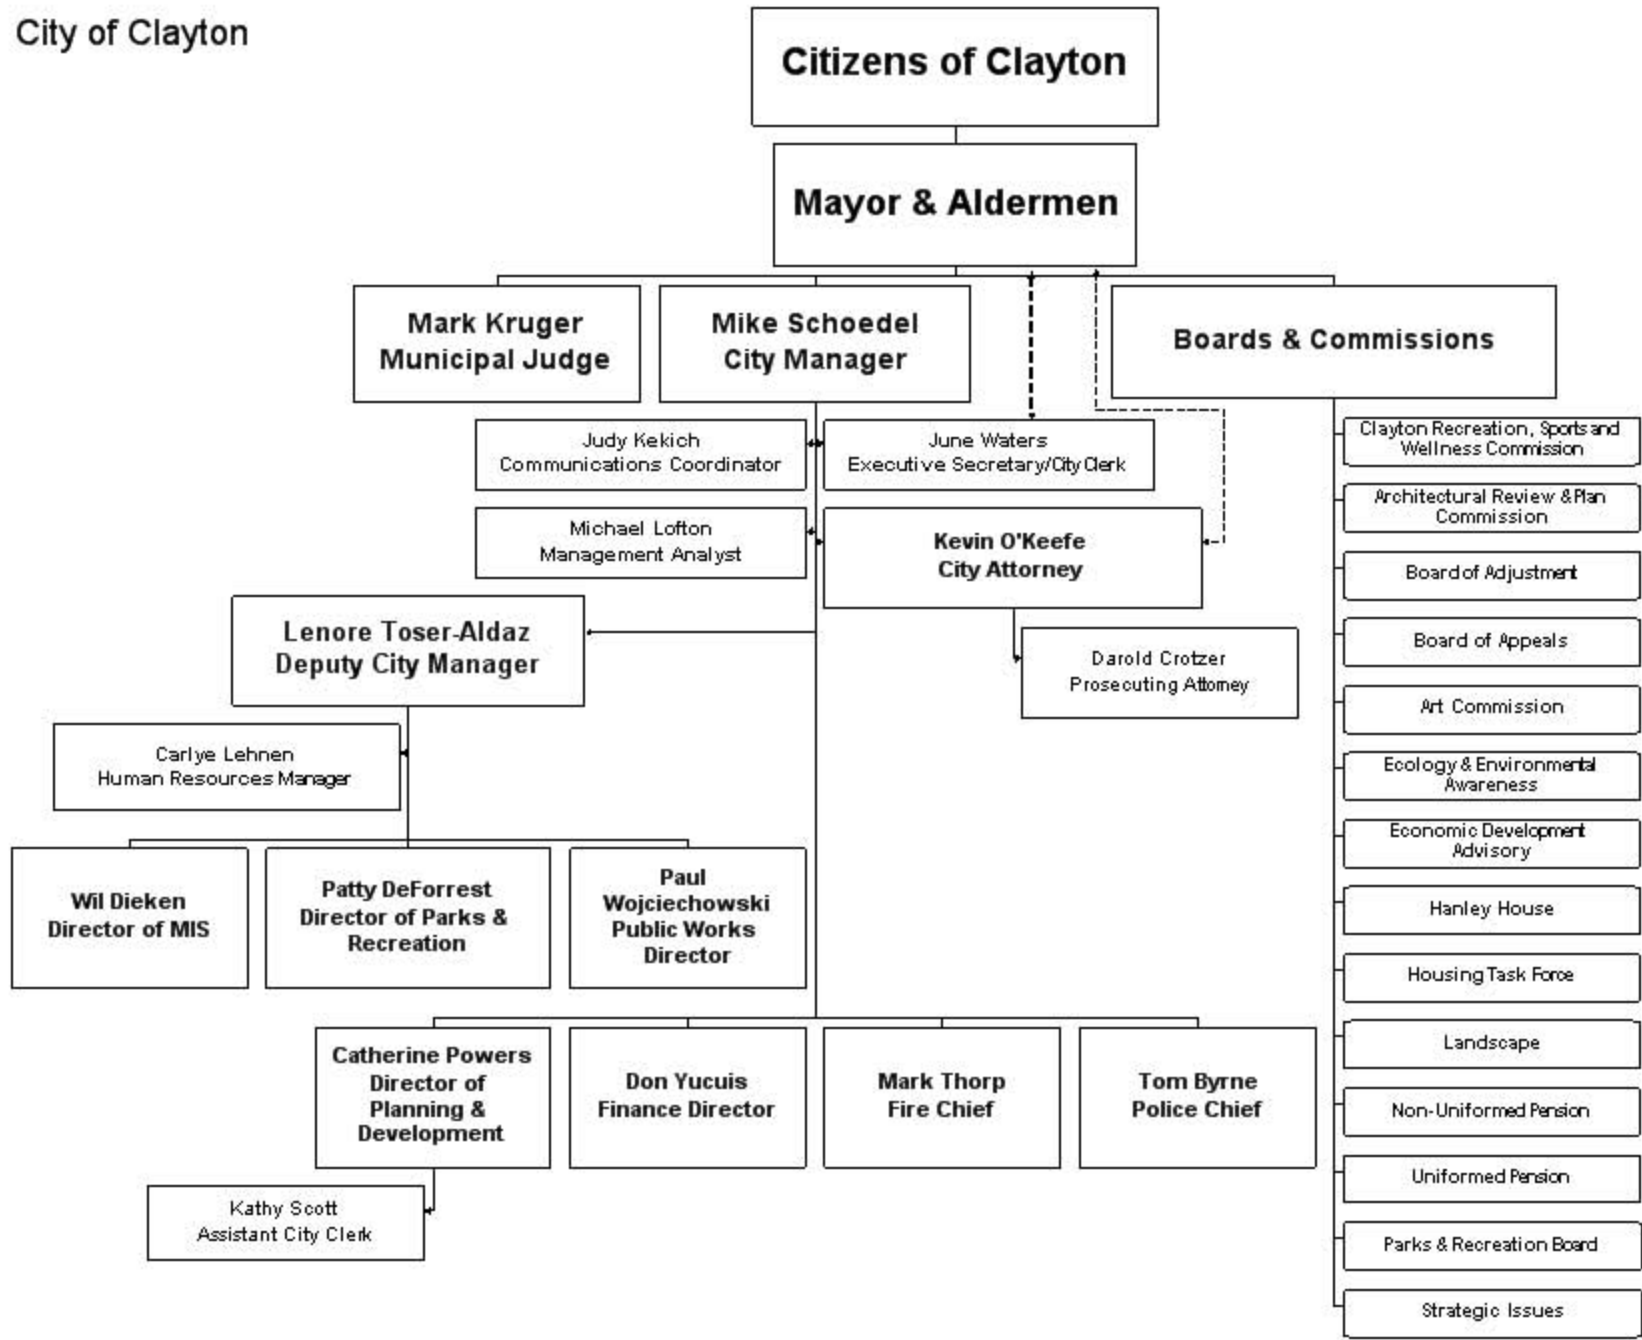 City of Clayton
Citizens of Clayton
Mayor & Aldermen
Mark Kruger
Municipal Judge
Mike Schoedel
City Manager
Boards & Commissions
Judy Kekich
Communications Coordinator
June Waters
Executive Secretary/City Clerk
Michael Lofton
Management Analyst
Kevin O'Keefe
City Attorney
Lenore Toser-Aldaz
Deputy City Manager
Darold Crotzer
Prosecuting Attorney
Carlye Lehnen
Human Resources Manager
Wil Dieken
Director of MIS
Patty DeForrest
Director of Parks &
Recreation
Paul
Wojciechowski
Public Works
Director
Catherine Powers
Director of
Planning &
Development
Don Yucuis
Finance Director
Mark Thorp
Fire Chief
Tom Byrne
Police Chief
Kathy Scott
Assistant City Clerk
Clayton Recreation, Sports and
Wellness Commission
Architectural Review & Plan
Commission
Board of Adjustment
Board of Appeals
Art Commission
Ecology & Environmental
Awareness
Economic Development
Advisory
Hanley House
Housing Task Force
Landscape
Non-Uniformed Pension
Uniformed Pension
Parks & Recreation Board
Strategic Issues